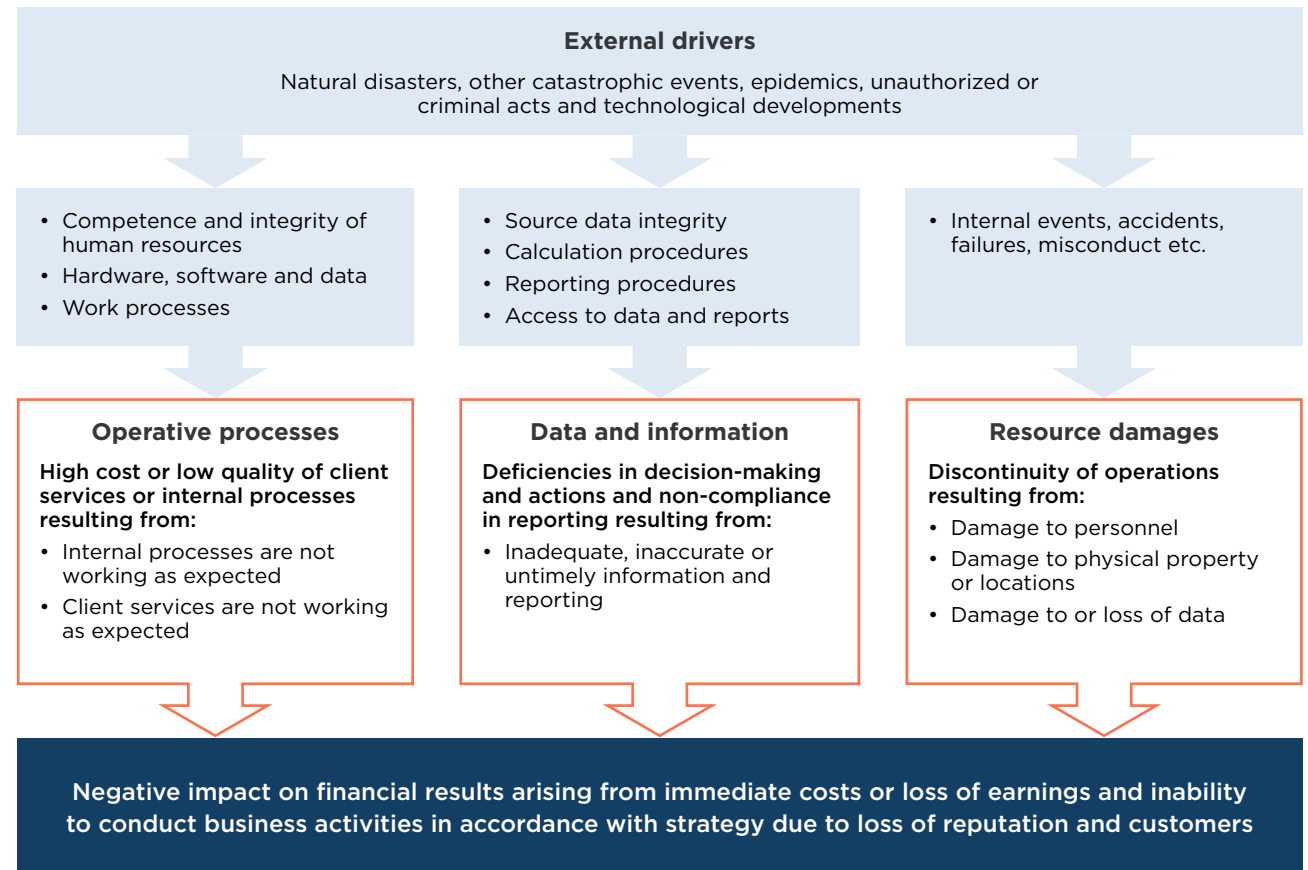 External drivers
Natural disasters, other catastrophic events, epidemics, unauthorized or
criminal acts and technological developments
• Competence and integrity of
human resources
• Hardware, software and data
• Work processes
• Source data integrity
• Calculation procedures
• Reporting procedures
• Access to data and reports
• Internal events, accidents,
failures, misconduct etc.
Operative processes
High cost or low quality of client
services or internal processes
resulting from:
• Internal processes are not
working as expected
• Client services are not working
as expected
Data and information
Deficiencies in decision-making
and actions and non-compliance
in reporting resulting from:
• Inadequate, inaccurate or
untimely information and
reporting
Resource damages
Discontinuity of operations
resulting from:
• Damage to personnel
• Damage to physical property
or locations
• Damage to or loss of data
Negative impact on financial results arising from immediate costs or loss of earnings and inability
to conduct business activities in accordance with strategy due to loss of reputation and customers